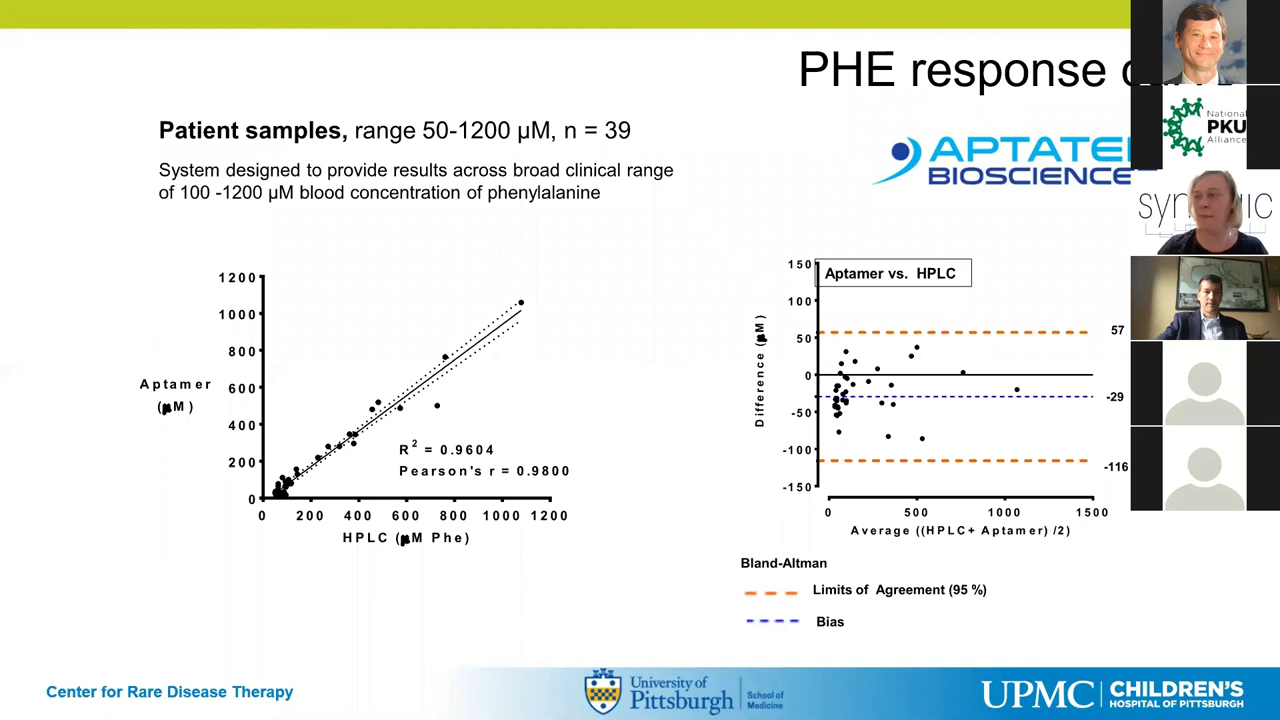 PHE response
Patient samples, range 50-1200 µM, n = 39
System designed to provide results across broad clinical range
of 100 -1200 µM blood concentration of phenylalanine
National
PKU
Alliance
1200
1000
800
600
400
200
0
Aptamer
(µM)
R² = 0.9604
Pearson's r = 0.9800
0 200 400 600 800 1000 1200
HPLC (µM Phe)
Aptamer vs. HPLC
150
100
50
0
-50
-100
-150
Difference (µM)
57
-29
-116
0 500 1000 1500
Average ((HPLC+ Aptamer) /2)
Bland-Altman
Limits of Agreement (95 %)
Bias
Center for Rare Disease Therapy
University of
Pittsburgh
School of
Medicine
UPMC
CHILDREN'S
HOSPITAL OF PITTSBURGH